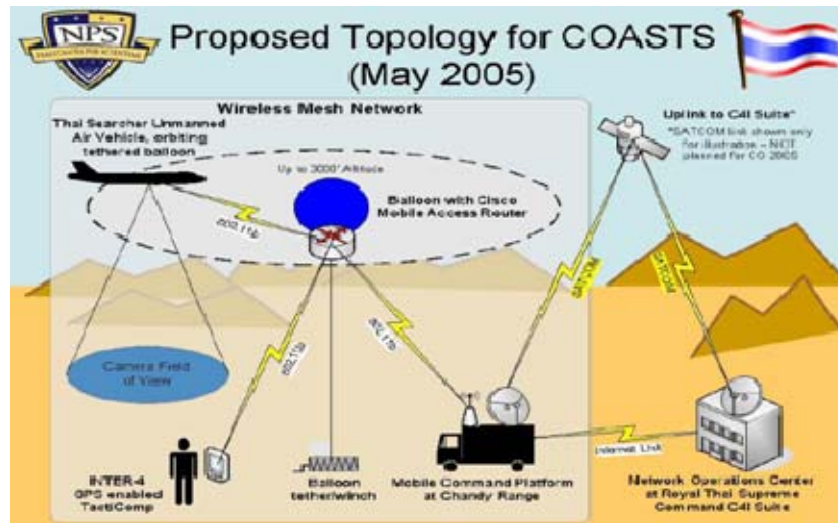 NPS
Proposed Topology for COASTS
(May 2005)
Wireless Mesh Network
Thai Searcher Unmanned
Air Vehicle, orbiting
tethered balloon
Up to 3000' Altitude
Balloon with Cisco
Mobile Access Router
Uplink to C4I Suite*
*SATCOM link shown only
for illustration – NOT
planned for CO 2005
802.11b
802.11b
802.11b
SATCOM
SATCOM
Camera Field
of View
Internet Link
INTER-4
GPS enabled
TactiComp
Balloon
tether/winch
Mobile Command Platform
at Chandy Range
Network Operations Center
at Royal Thai Supreme
Command C4I Suite